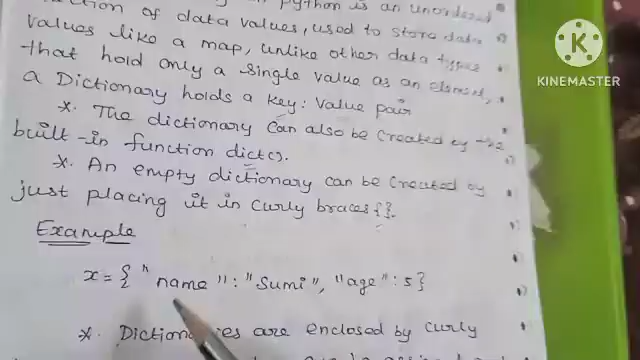 in python is an unordered
of data values, used to store data
values like a map, unlike other data types
that hold only a single value as an element,
a Dictionary holds a key: value pair
*. The dictionary can also be created by
built-in function dict().
*. An empty dictionary can be created by
just placing it in curly braces{}.
Example
x = { "name" : "Sumi", "age" : 5}
*. Dictionaries are enclosed by curly
KINEMASTER